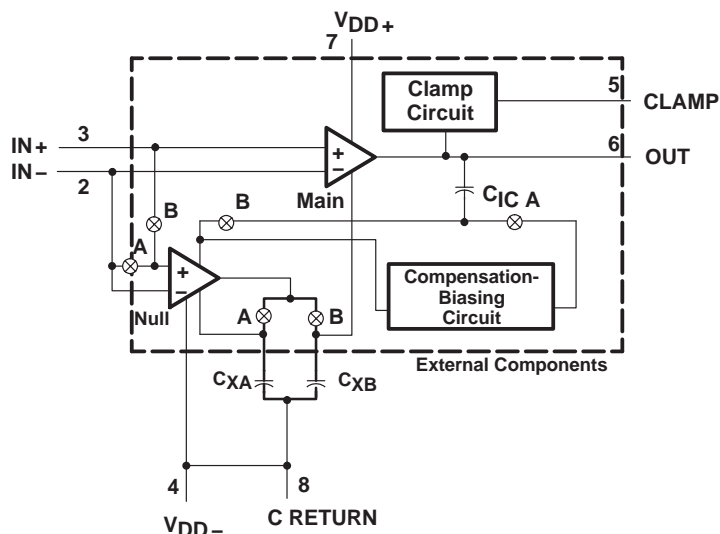 VDD+
7
Clamp
Circuit
5
CLAMP
IN+
3
6
OUT
IN−
2
+
−
Main
B
B
CIC
A
A
+
−
Null
Compensation-
Biasing
Circuit
A
B
External Components
CXA
CXB
4
8
VDD−
C RETURN